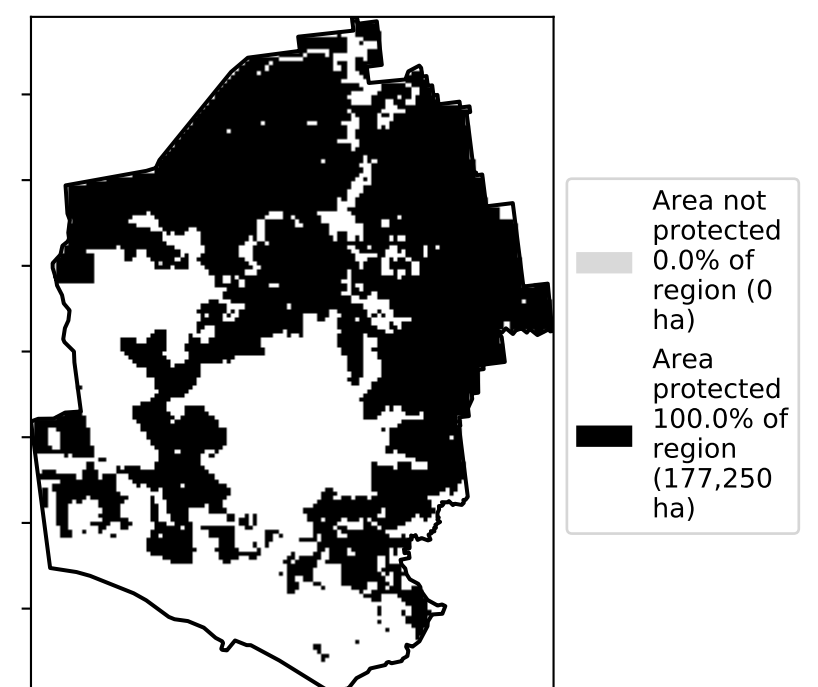 Area not
protected
0.0% of
region (0
ha)
Area
protected
100.0% of
region
(177,250
ha)